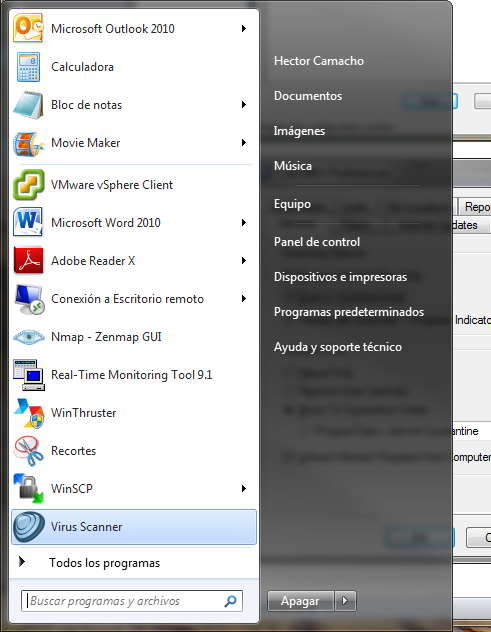 Microsoft Outlook 2010
Calculadora
Bloc de notas
Movie Maker
VMware vSphere Client
Microsoft Word 2010
Adobe Reader X
Conexión a Escritorio remoto
Nmap - Zenmap GUI
Real-Time Monitoring Tool 9.1
WinThruster
Recortes
WinSCP
Virus Scanner
Todos los programas
Buscar programas y archivos
Hector Camacho
Documentos
Imágenes
Música
Equipo
Panel de control
Dispositivos e impresoras
Programas predeterminados
Ayuda y soporte técnico
Apagar